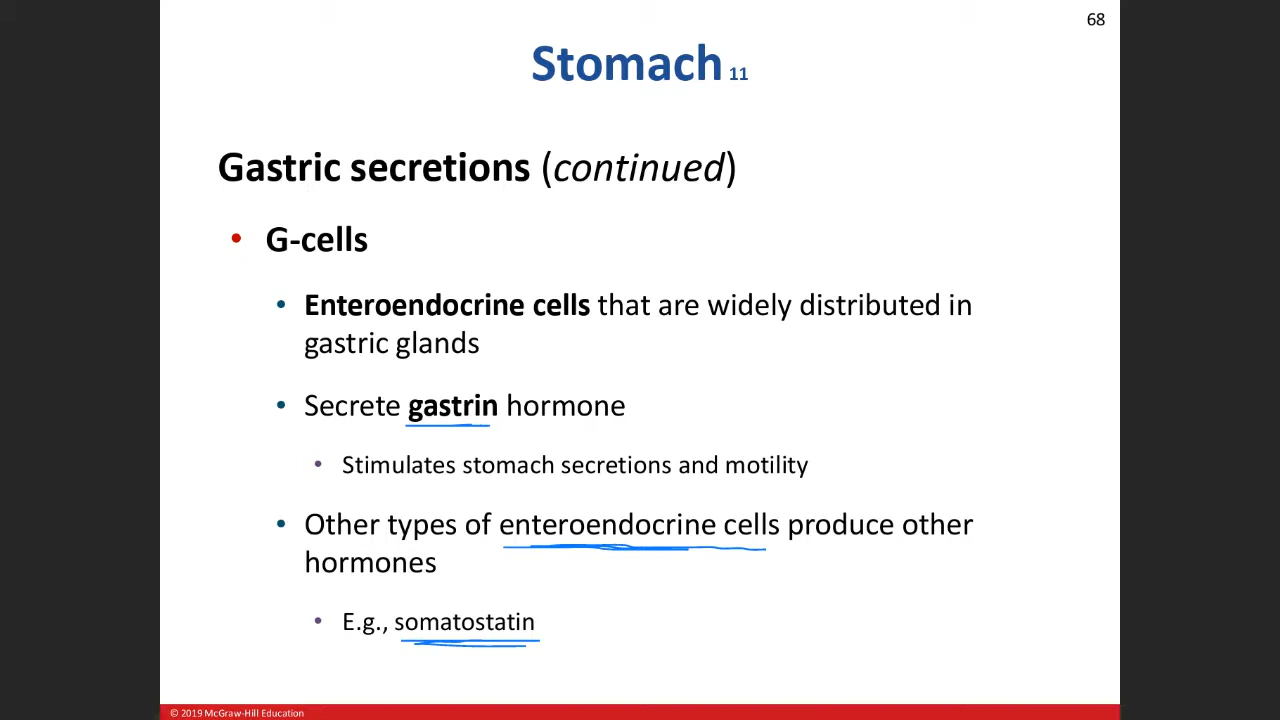 68
Stomach 11
Gastric secretions (continued)
• G-cells
• Enteroendocrine cells that are widely distributed in
gastric glands
• Secrete gastrin hormone
• Stimulates stomach secretions and motility
• Other types of enteroendocrine cells produce other
hormones
• E.g., somatostatin
© 2019 McGraw-Hill Education